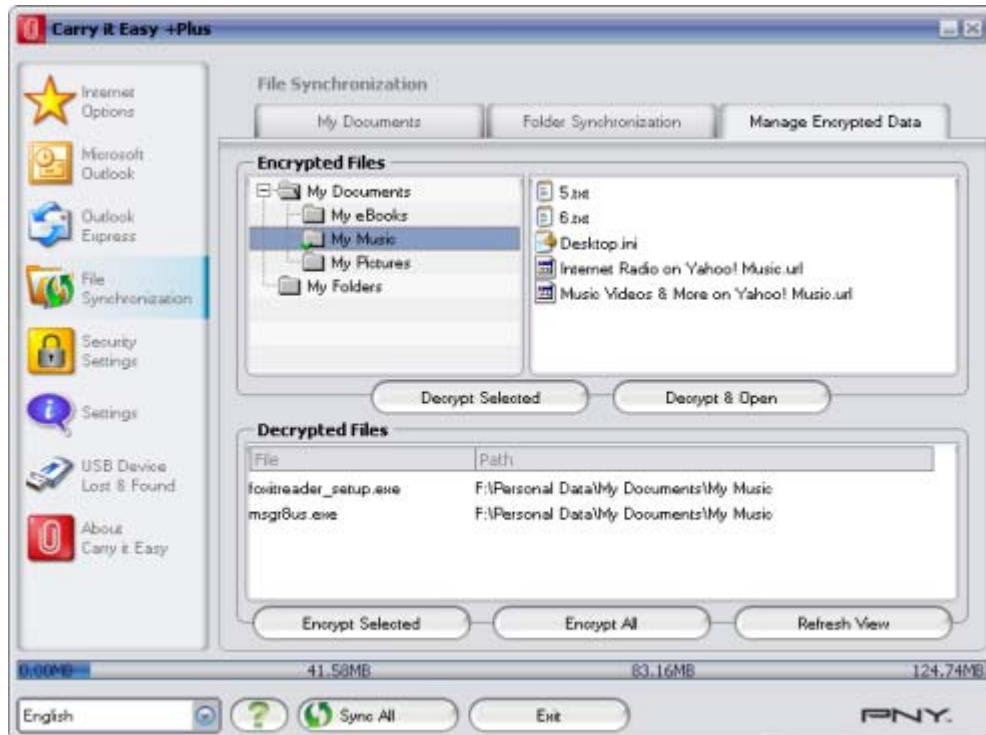 Carry it Easy +Plus
Internet
Options
Microsoft
Outlook
Outlook
Express
File
Synchronization
Security
Settings
Settings
USB Device
Lost & Found
About
Carry it Easy
File Synchronization
My Documents
Folder Synchronization
Manage Encrypted Data
Encrypted Files
My Documents
My eBooks
My Music
My Pictures
My Folders
5.txt
6.txt
Desktop.ini
Internet Radio on Yahoo! Music.url
Music Videos & More on Yahoo! Music.url
Decrypt Selected
Decrypt & Open
Decrypted Files
File Path
foxitreader_setup.exe F:\Personal Data\My Documents\My Music
msgr8us.exe F:\Personal Data\My Documents\My Music
Encrypt Selected
Encrypt All
Refresh View
0.00MB 41.58MB 83.16MB 124.74MB
English
?
Sync All
Exit
PNY.